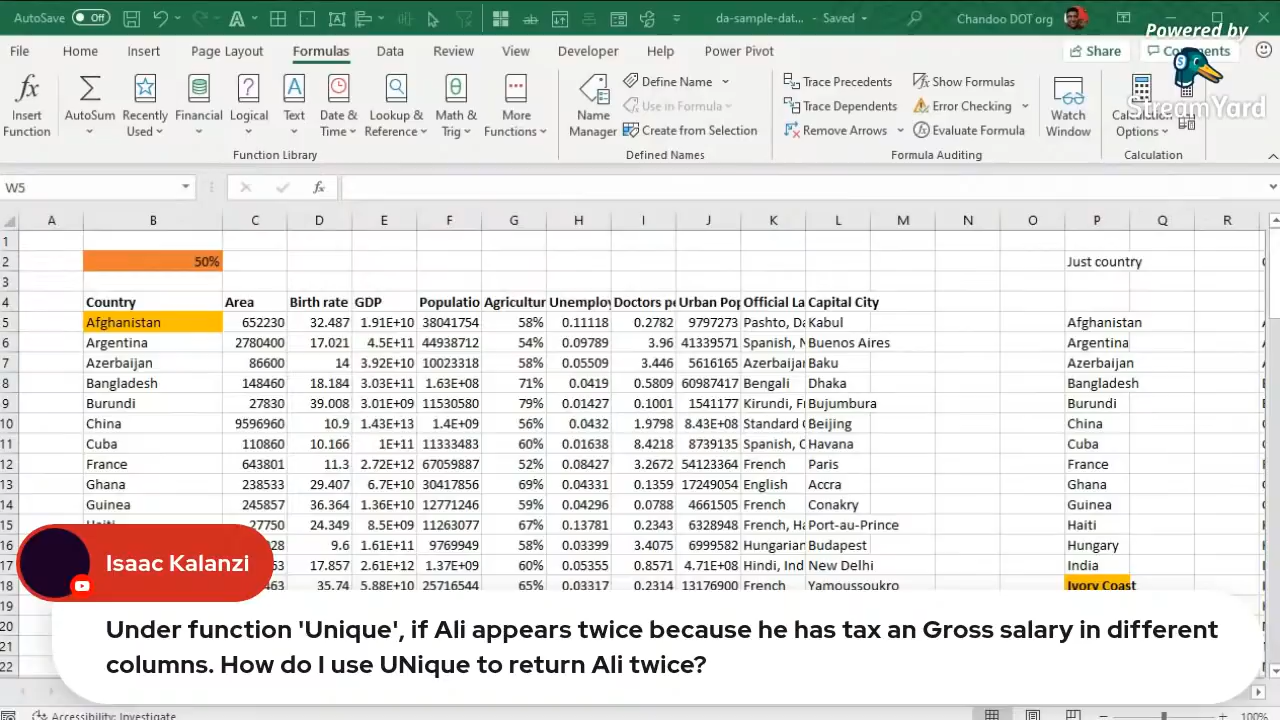 AutoSave Off da-sample-dat... - Saved Chandoo DOT org
Powered by
StreamYard
File Home Insert Page Layout Formulas Data Review View Developer Help Power Pivot Share Comments
Insert Function
AutoSum
Recently Used
Financial
Logical
Text
Date & Time
Lookup & Reference
Math & Trig
More Functions
Function Library
Name Manager
Define Name
Use in Formula
Create from Selection
Defined Names
Trace Precedents
Trace Dependents
Remove Arrows
Show Formulas
Error Checking
Evaluate Formula
Formula Auditing
Watch Window
Calculation Options
Calculation
W5 fx
A B C D E F G H I J K L M N O P Q R
1
2 50% Just country
3
4 Country Area Birth rate GDP Populatio Agricultur Unemploy Doctors pe Urban Pop Official La Capital City
5 Afghanistan 652230 32.487 1.91E+10 38041754 58% 0.11118 0.2782 9797273 Pashto, Da Kabul Afghanistan
6 Argentina 2780400 17.021 4.5E+11 44938712 54% 0.09789 3.96 41339571 Spanish, N Buenos Aires Argentina
7 Azerbaijan 86600 14 3.92E+10 10023318 58% 0.05509 3.446 5616165 Azerbaijan Baku Azerbaijan
8 Bangladesh 148460 18.184 3.03E+11 1.63E+08 71% 0.0419 0.5809 60987417 Bengali Dhaka Bangladesh
9 Burundi 27830 39.008 3.01E+09 11530580 79% 0.01427 0.1001 1541177 Kirundi, Fr Bujumbura Burundi
10 China 9596960 10.9 1.43E+13 1.4E+09 56% 0.0432 1.9798 8.43E+08 Standard C Beijing China
11 Cuba 110860 10.166 1E+11 11333483 60% 0.01638 8.4218 8739135 Spanish, C Havana Cuba
12 France 643801 11.3 2.72E+12 67059887 52% 0.08427 3.2672 54123364 French Paris France
13 Ghana 238533 29.407 6.7E+10 30417856 69% 0.04331 0.1359 17249054 English Accra Ghana
14 Guinea 245857 36.364 1.36E+10 12771246 59% 0.04296 0.0788 4661505 French Conakry Guinea
15 Haiti 27750 24.349 8.5E+09 11263077 67% 0.13781 0.2343 6328948 French, Ha Port-au-Prince Haiti
16 9.6 1.61E+11 9769949 58% 0.03399 3.4075 6999582 Hungarian Budapest Hungary
17 17.857 2.61E+12 1.37E+09 60% 0.05355 0.8571 4.71E+08 Hindi, Ind New Delhi India
18 35.74 5.88E+10 25716544 65% 0.03317 0.2314 13176900 French Yamoussoukro Ivory Coast
19
20
21
22
Isaac Kalanzi
Under function 'Unique', if Ali appears twice because he has tax an Gross salary in different
columns. How do I use UNique to return Ali twice?
Accessibility: Investigate 100%